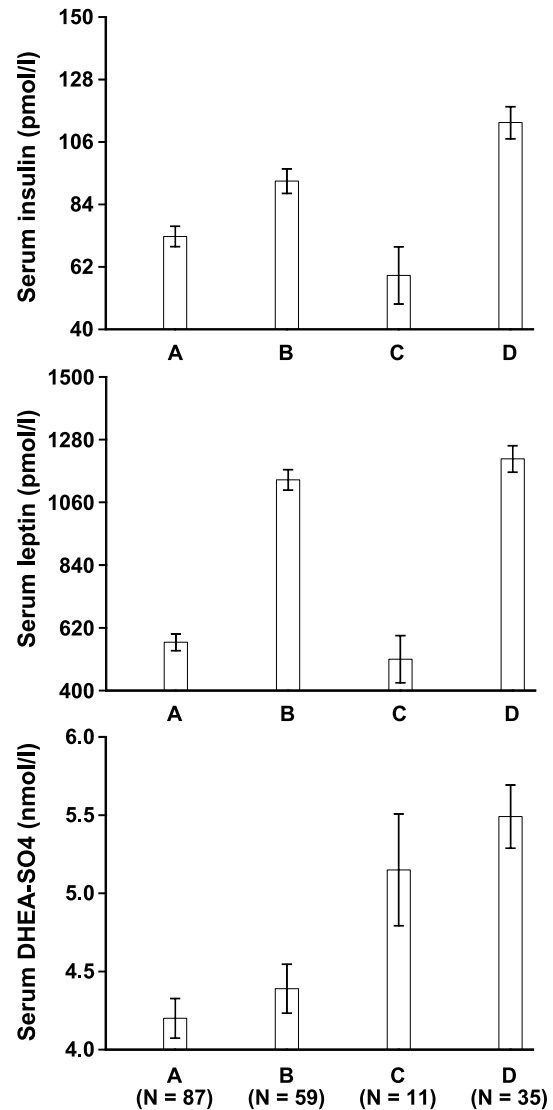 Serum insulin (pmol/l)
150
128
106
84
62
40
A B C D
Serum leptin (pmol/l)
1500
1280
1060
840
620
400
A B C D
Serum DHEA-SO4 (nmol/l)
6.0
5.5
5.0
4.5
4.0
A B C D
(N = 87) (N = 59) (N = 11) (N = 35)